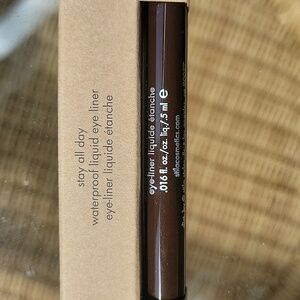 stay all day
waterproof liquid eye liner
eye-liner liquide étanche
eye-liner liquide étanche
.016 fl. oz/oz. liq./.5 ml e
stilacosmetics.com